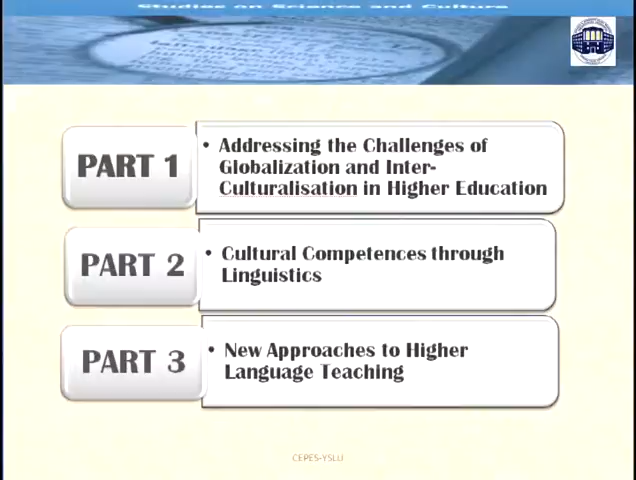 Studies on Science and Culture
PART 1
• Addressing the Challenges of
Globalization and Inter-
Culturalisation in Higher Education
PART 2
• Cultural Competences through
Linguistics
PART 3
• New Approaches to Higher
Language Teaching
CEPES-YSLU